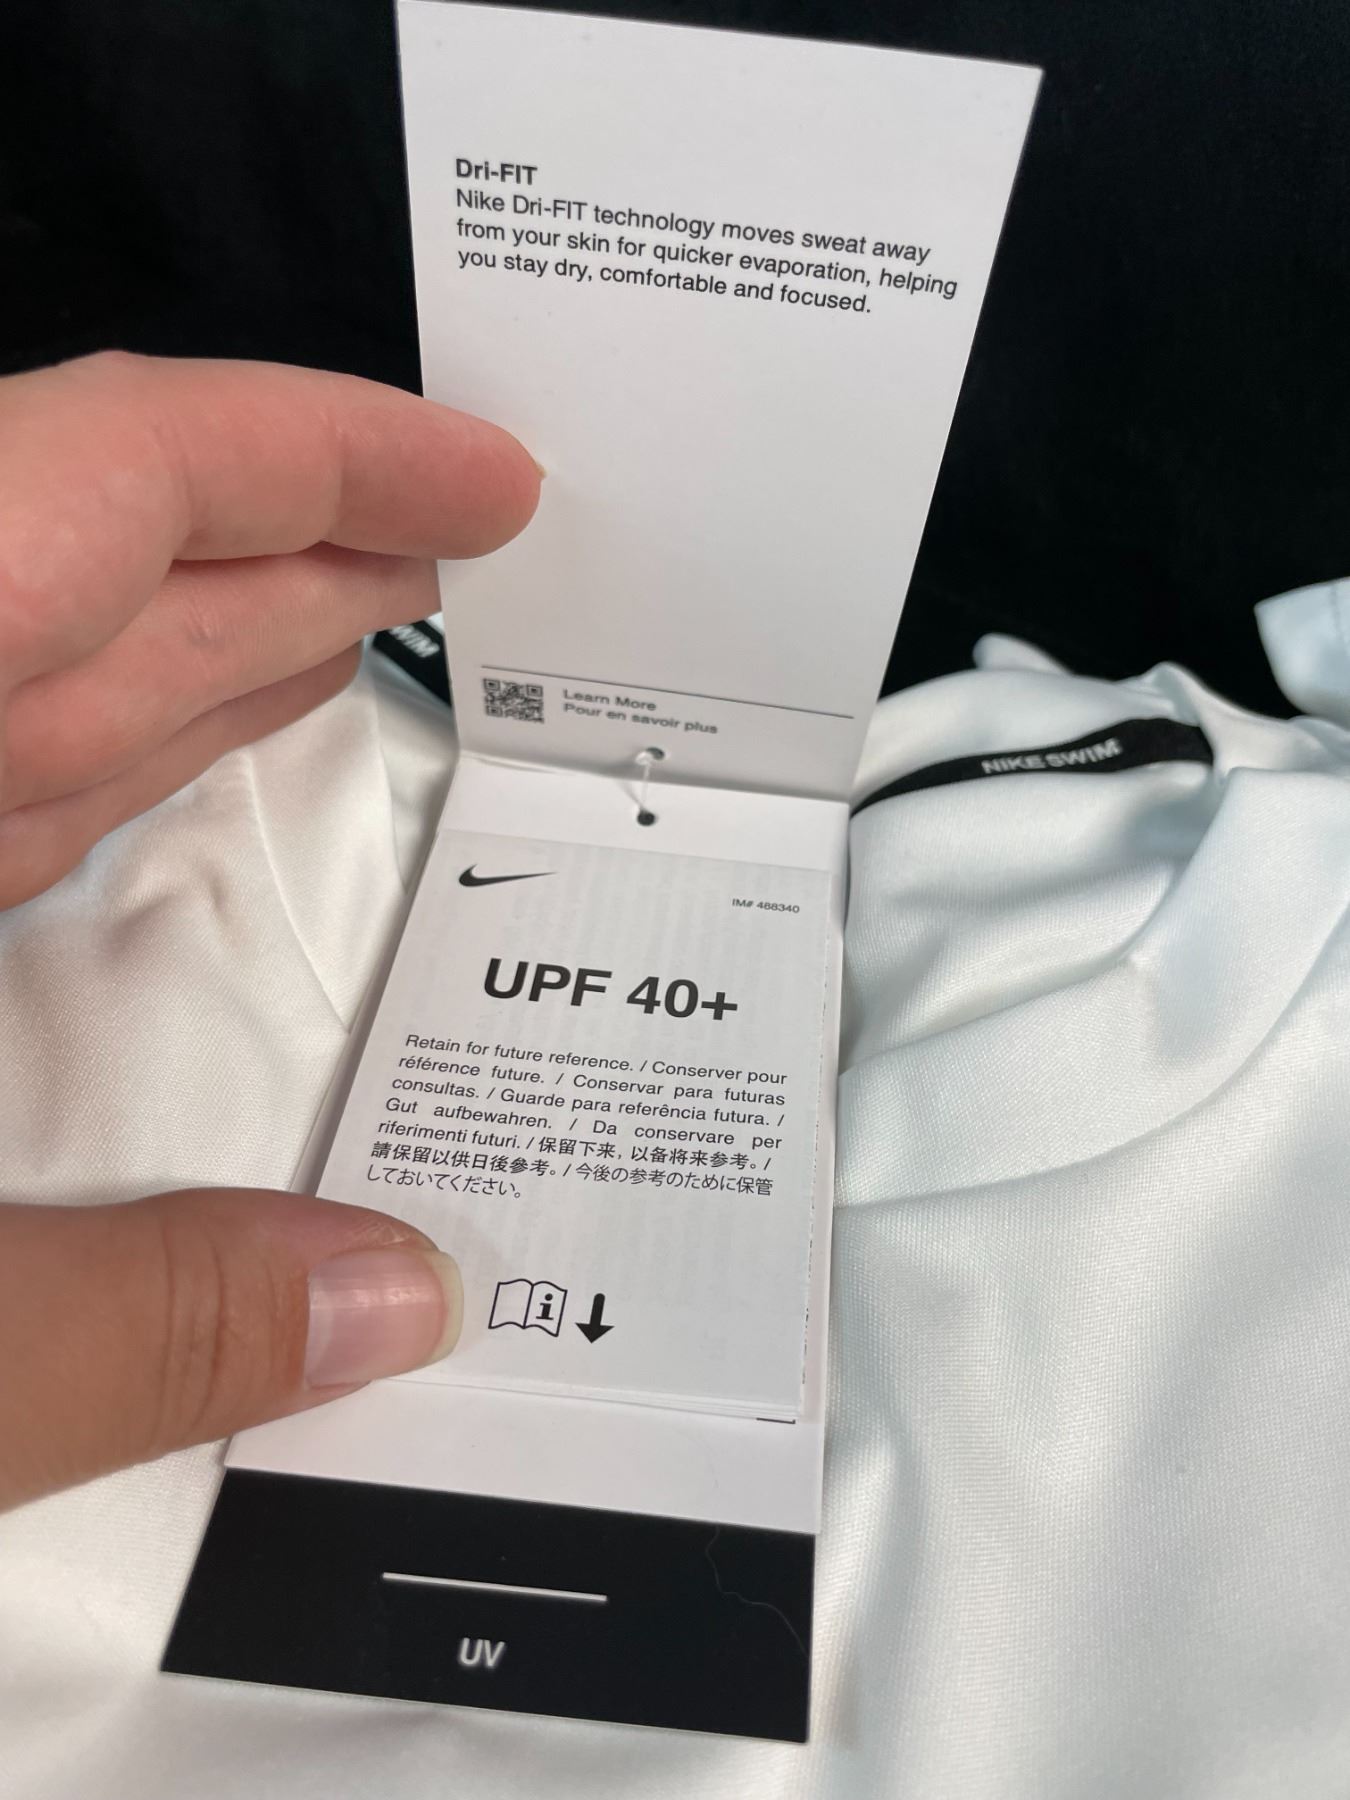 Dri-FIT
Nike Dri-FIT technology moves sweat away
from your skin for quicker evaporation, helping
you stay dry, comfortable and focused.
SWIM
Learn More
Pour en savoir plus
NIKE SWIM
IM# 488340
UPF 40+
Retain for future reference. / Conserver pour
référence future. / Conservar para futuras
consultas. / Guarde para referência futura. /
Gut aufbewahren. / Da conservare per
riferimenti futuri. / 保留下来, 以备将来参考。 /
請保留以供日後參考。 / 今後の参考のために保管
しておいてください。
i
UV